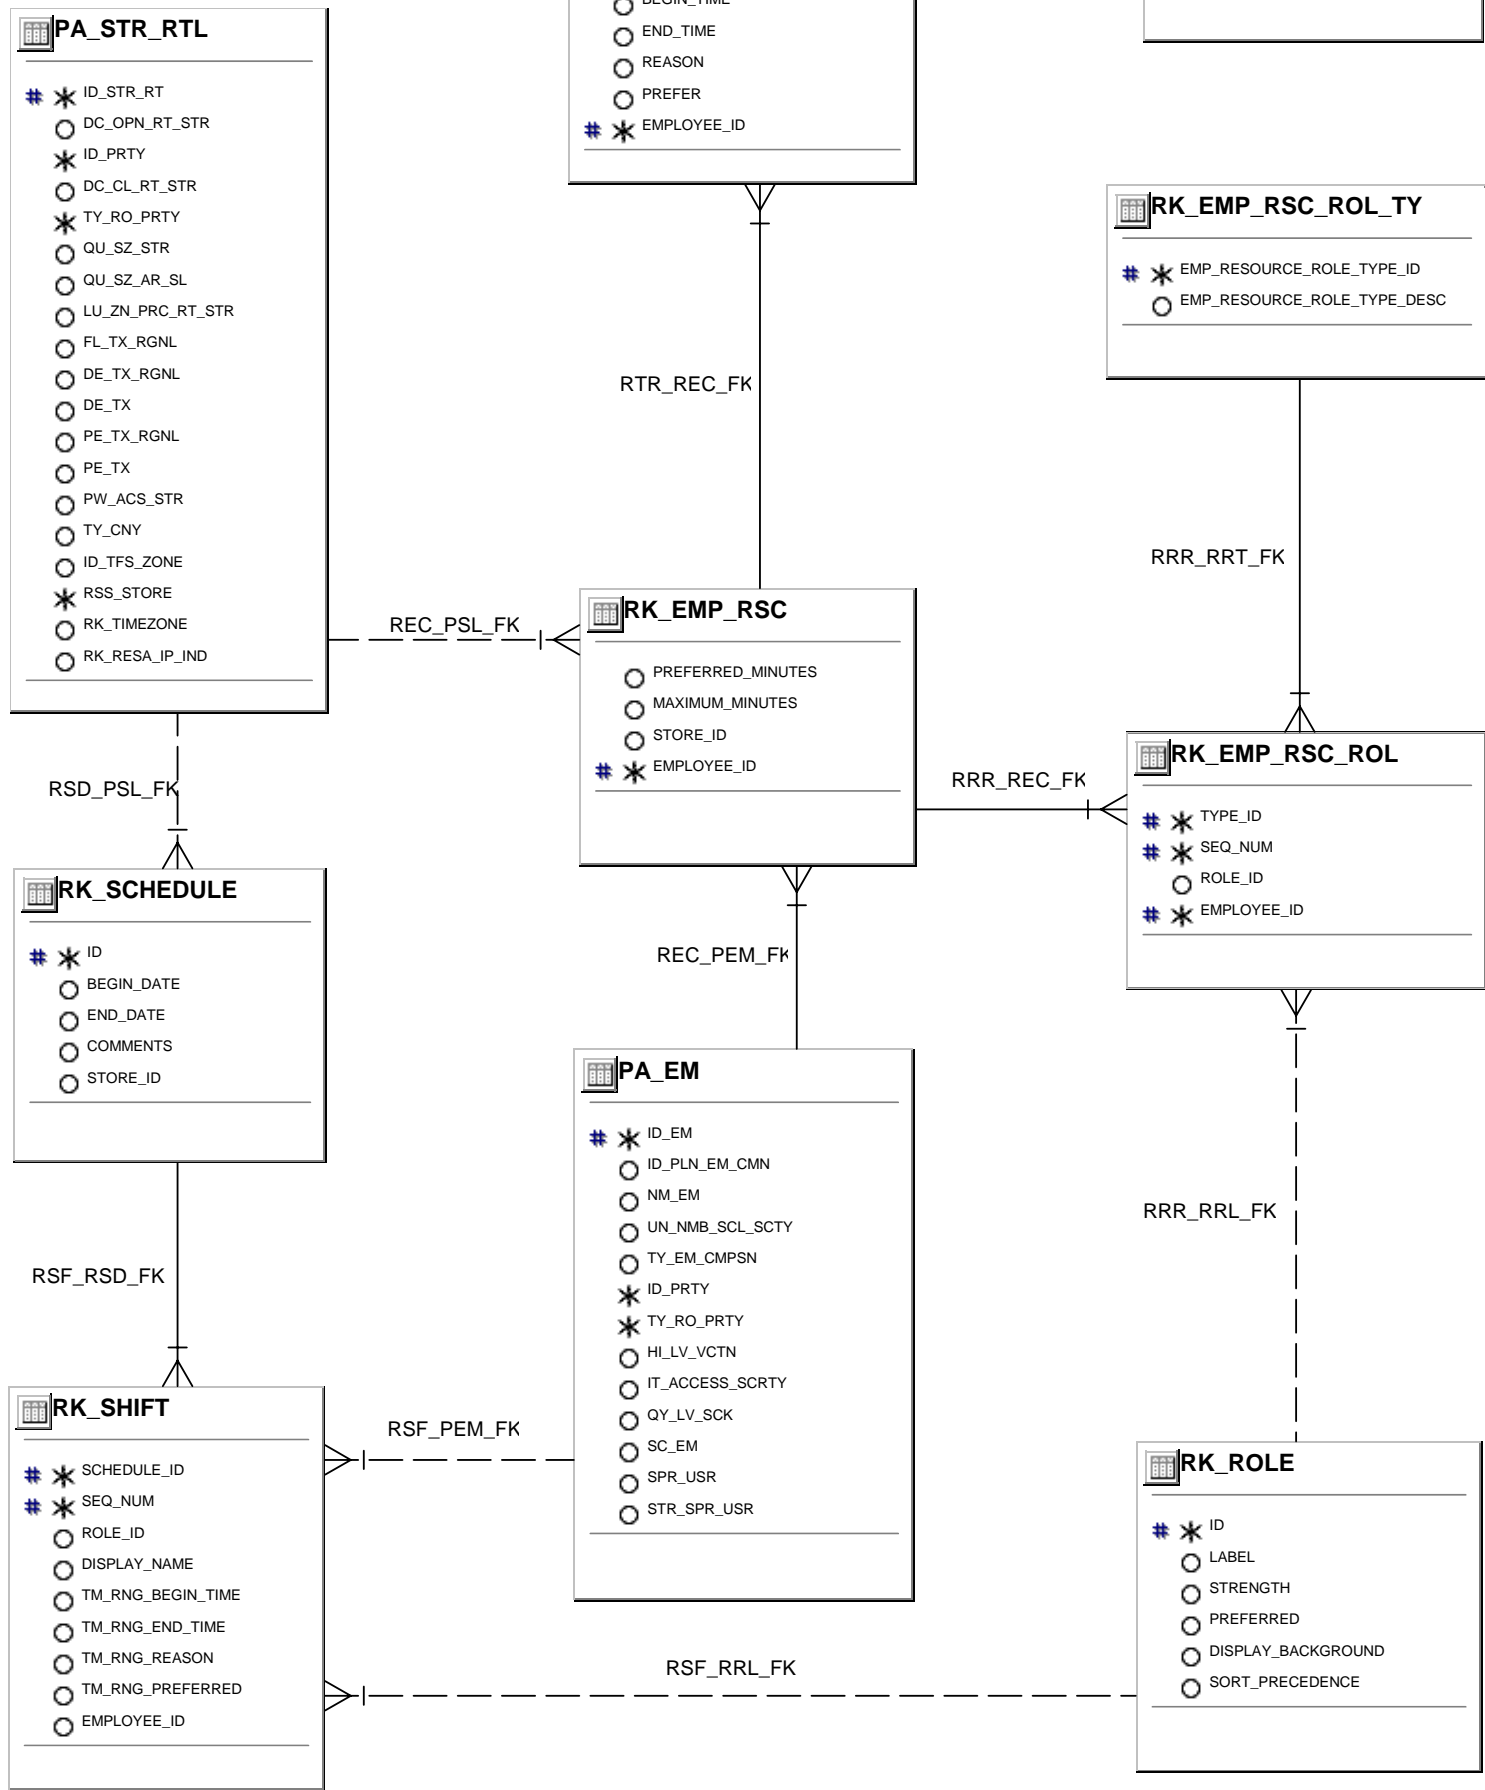 PA_STR_RTL
# * ID_STR_RT
DC_OPN_RT_STR
* ID_PRTY
DC_CL_RT_STR
* TY_RO_PRTY
QU_SZ_STR
QU_SZ_AR_SL
LU_ZN_PRC_RT_STR
FL_TX_RGNL
DE_TX_RGNL
DE_TX
PE_TX_RGNL
PE_TX
PW_ACS_STR
TY_CNY
ID_TFS_ZONE
* RSS_STORE
RK_TIMEZONE
RK_RESA_IP_IND
BEGIN_TIME
END_TIME
REASON
PREFER
# * EMPLOYEE_ID
RK_EMP_RSC_ROL_TY
# * EMP_RESOURCE_ROLE_TYPE_ID
EMP_RESOURCE_ROLE_TYPE_DESC
RTR_REC_FK
RRR_RRT_FK
REC_PSL_FK
RK_EMP_RSC
PREFERRED_MINUTES
MAXIMUM_MINUTES
STORE_ID
# * EMPLOYEE_ID
RRR_REC_FK
RK_EMP_RSC_ROL
# * TYPE_ID
# * SEQ_NUM
ROLE_ID
# * EMPLOYEE_ID
RSD_PSL_FK
RK_SCHEDULE
# * ID
BEGIN_DATE
END_DATE
COMMENTS
STORE_ID
REC_PEM_FK
PA_EM
# * ID_EM
ID_PLN_EM_CMN
NM_EM
UN_NMB_SCL_SCTY
TY_EM_CMPSN
* ID_PRTY
* TY_RO_PRTY
HI_LV_VCTN
IT_ACCESS_SCRTY
QY_LV_SCK
SC_EM
SPR_USR
STR_SPR_USR
RRR_RRL_FK
RSF_RSD_FK
RK_SHIFT
# * SCHEDULE_ID
# * SEQ_NUM
ROLE_ID
DISPLAY_NAME
TM_RNG_BEGIN_TIME
TM_RNG_END_TIME
TM_RNG_REASON
TM_RNG_PREFERRED
EMPLOYEE_ID
RSF_PEM_FK
RSF_RRL_FK
RK_ROLE
# * ID
LABEL
STRENGTH
PREFERRED
DISPLAY_BACKGROUND
SORT_PRECEDENCE